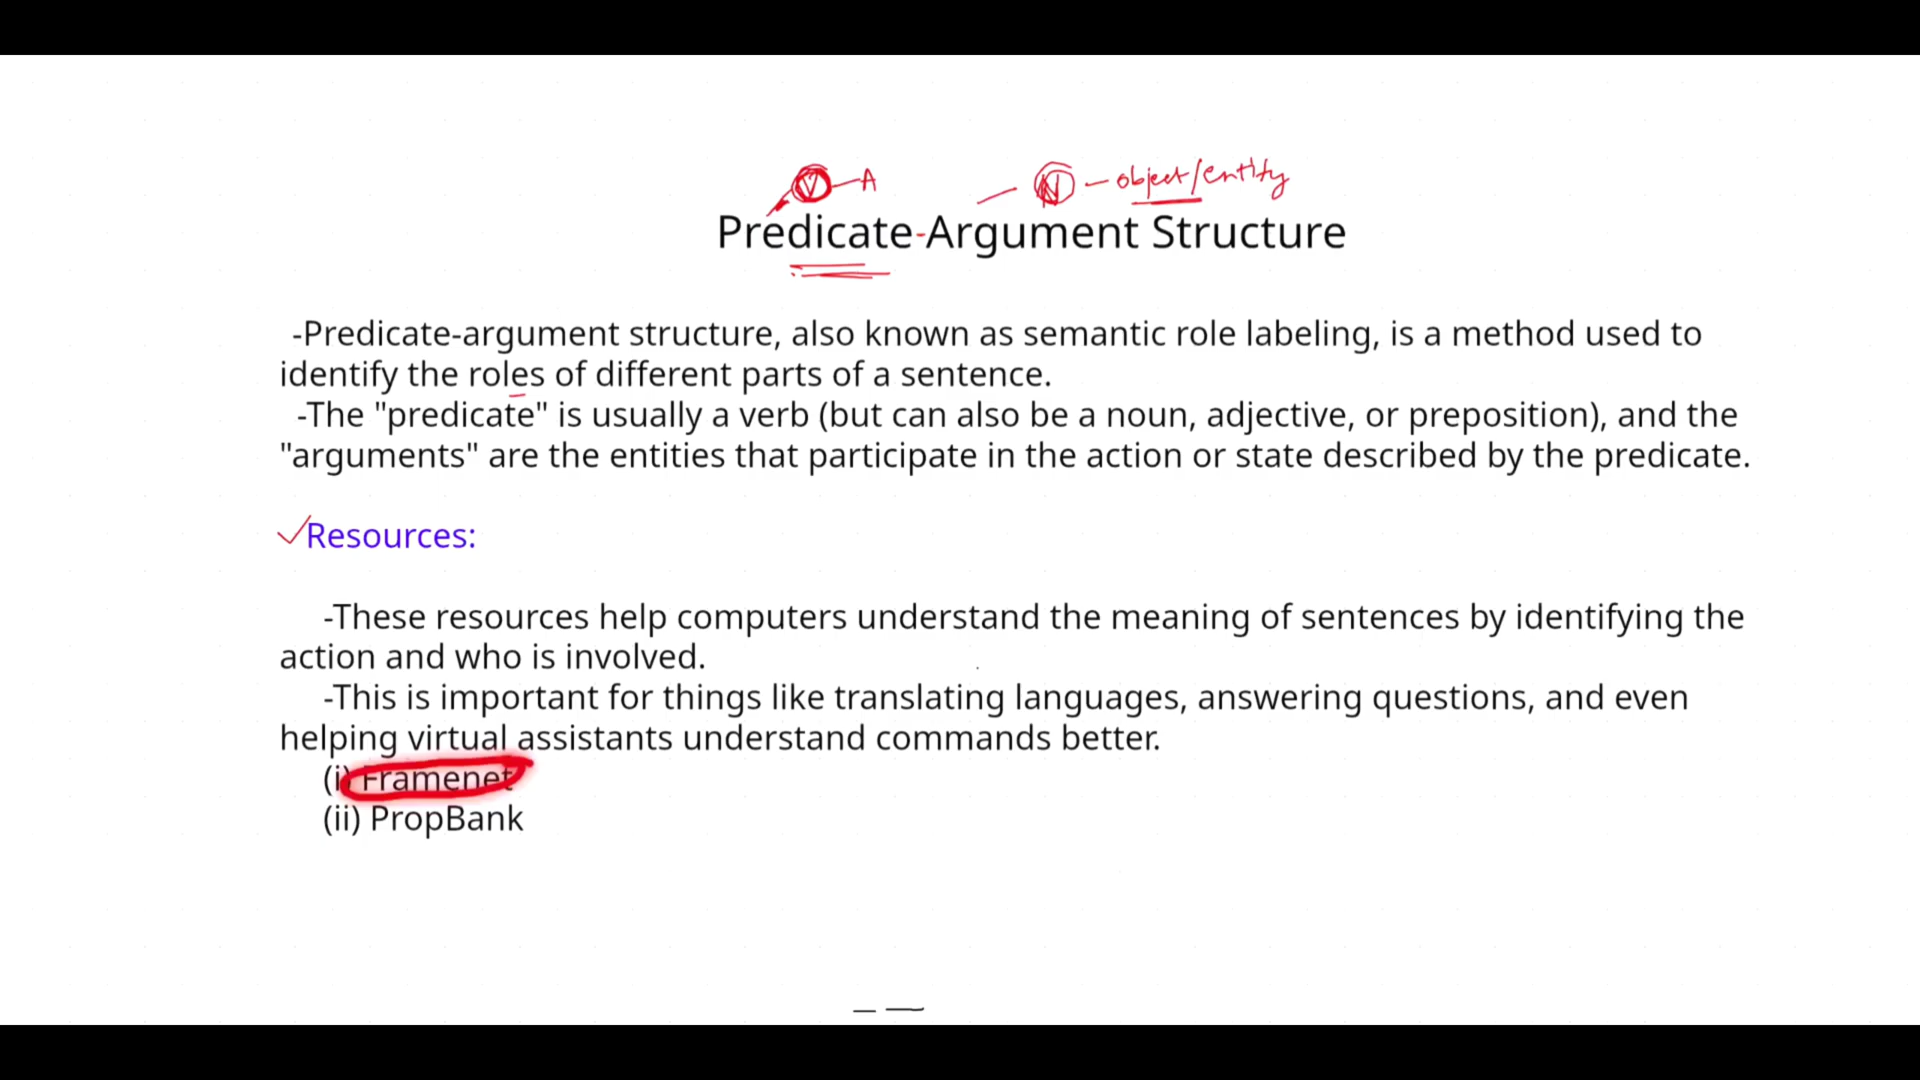 V - A N - object/entity
Predicate-Argument Structure
-Predicate-argument structure, also known as semantic role labeling, is a method used to
identify the roles of different parts of a sentence.
-The "predicate" is usually a verb (but can also be a noun, adjective, or preposition), and the
"arguments" are the entities that participate in the action or state described by the predicate.
Resources:
-These resources help computers understand the meaning of sentences by identifying the
action and who is involved.
-This is important for things like translating languages, answering questions, and even
helping virtual assistants understand commands better.
(i) Framenet
(ii) PropBank